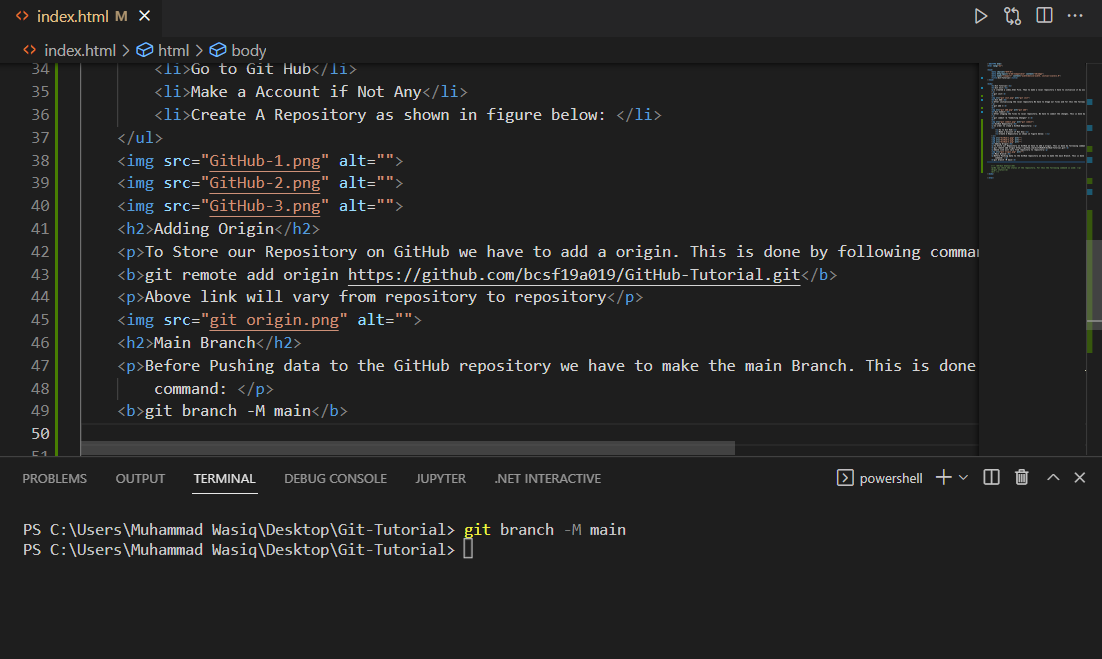 index.html M
index.html > html > body
34 <li>Go to Git Hub</li>
35 <li>Make a Account if Not Any</li>
36 <li>Create A Repository as shown in figure below: </li>
37 </ul>
38 <img src="GitHub-1.png" alt="">
39 <img src="GitHub-2.png" alt="">
40 <img src="GitHub-3.png" alt="">
41 <h2>Adding Origin</h2>
42 <p>To Store our Repository on GitHub we have to add a origin. This is done by following
43 <b>git remote add origin https://github.com/bcsf19a019/GitHub-Tutorial.git</b>
44 <p>Above link will vary from repository to repository</p>
45 <img src="git origin.png" alt="">
46 <h2>Main Branch</h2>
47 <p>Before Pushing data to the GitHub repository we have to make the main Branch. This is done
48 command: </p>
49 <b>git branch -M main</b>
50
51
PROBLEMS OUTPUT TERMINAL DEBUG CONSOLE JUPYTER .NET INTERACTIVE powershell
PS C:\Users\Muhammad Wasiq\Desktop\Git-Tutorial> git branch -M main
PS C:\Users\Muhammad Wasiq\Desktop\Git-Tutorial>